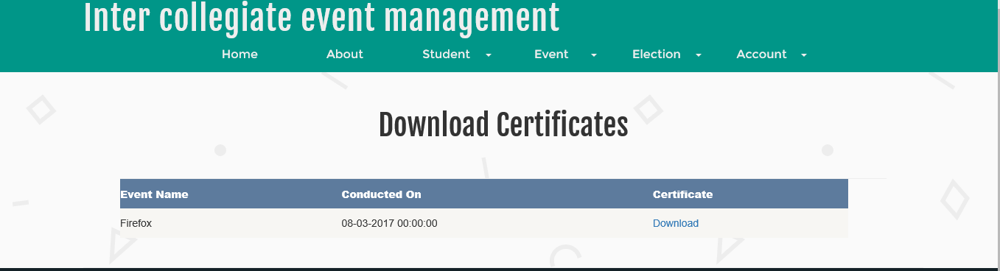 Inter collegiate event management
Home About Student Event Election Account
Download Certificates
Event Name Conducted On Certificate
Firefox 08-03-2017 00:00:00 Download